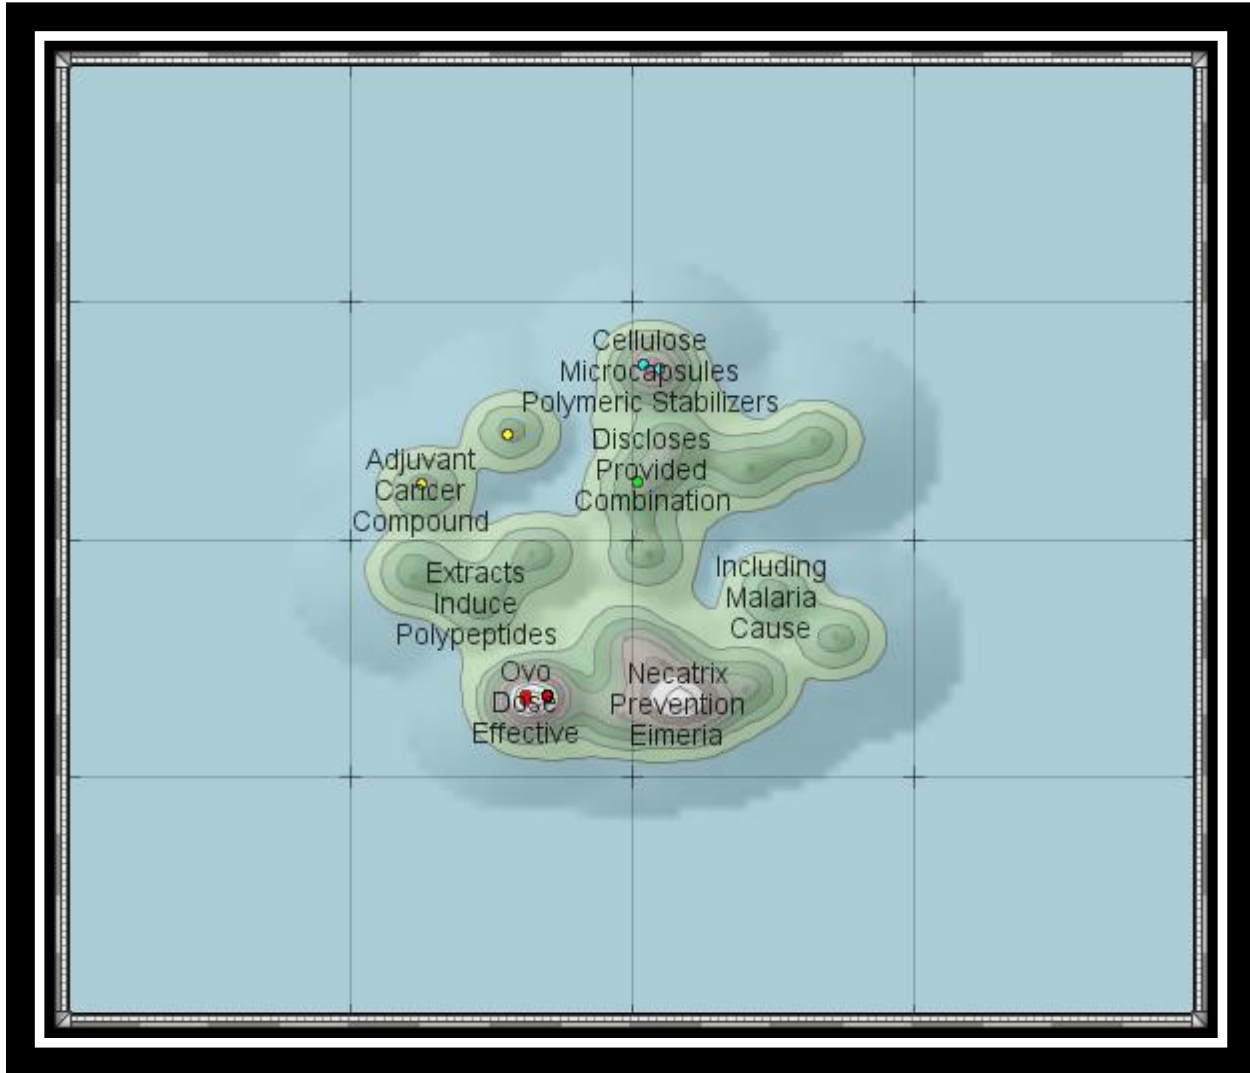 Cellulose
Microcapsules
Polymeric Stabilizers
Discloses
Provided
Combination
Adjuvant
Cancer
Compound
Extracts
Induce
Polypeptides
Including
Malaria
Cause
Ovo
Dose
Effective
Necatrix
Prevention
Eimeria